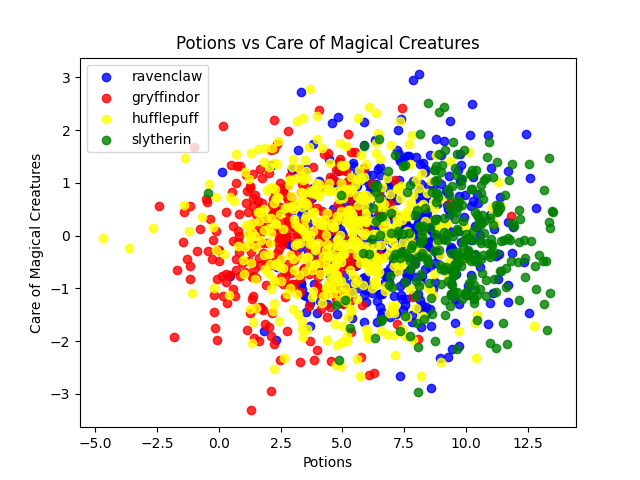 Potions vs Care of Magical Creatures
ravenclaw
gryffindor
hufflepuff
slytherin
Care of Magical Creatures
3
2
1
0
−1
−2
−3
−5.0 −2.5 0.0 2.5 5.0 7.5 10.0 12.5
Potions